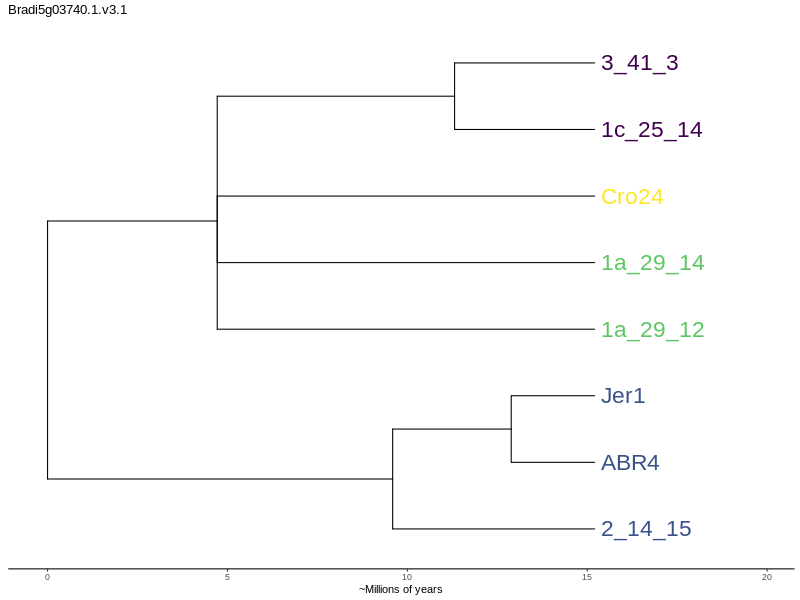 Bradi5g03740.1.v3.1
3_41_3
1c_25_14
Cro24
1a_29_14
1a_29_12
Jer1
ABR4
2_14_15
0 5 10 15 20
~Millions of years